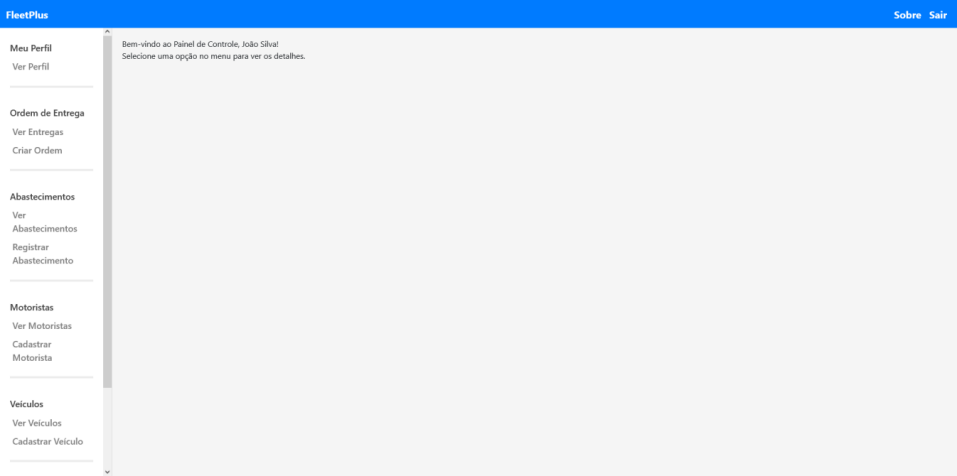 FleetPlus
Sobre Sair
Meu Perfil
Ver Perfil
Ordem de Entrega
Ver Entregas
Criar Ordem
Abastecimentos
Ver
Abastecimentos
Registrar
Abastecimento
Motoristas
Ver Motoristas
Cadastrar
Motorista
Veículos
Ver Veículos
Cadastrar Veículo
Bem-vindo ao Painel de Controle, João Silva!
Selecione uma opção no menu para ver os detalhes.